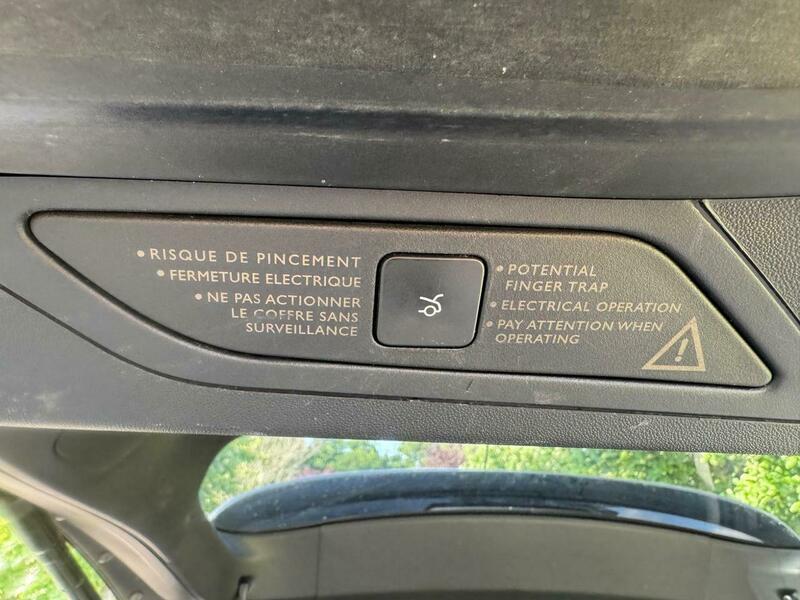 • RISQUE DE PINCEMENT
• FERMETURE ELECTRIQUE
• NE PAS ACTIONNER
LE COFFRE SANS
SURVEILLANCE
• POTENTIAL
FINGER TRAP
• ELECTRICAL OPERATION
• PAY ATTENTION WHEN
OPERATING
!